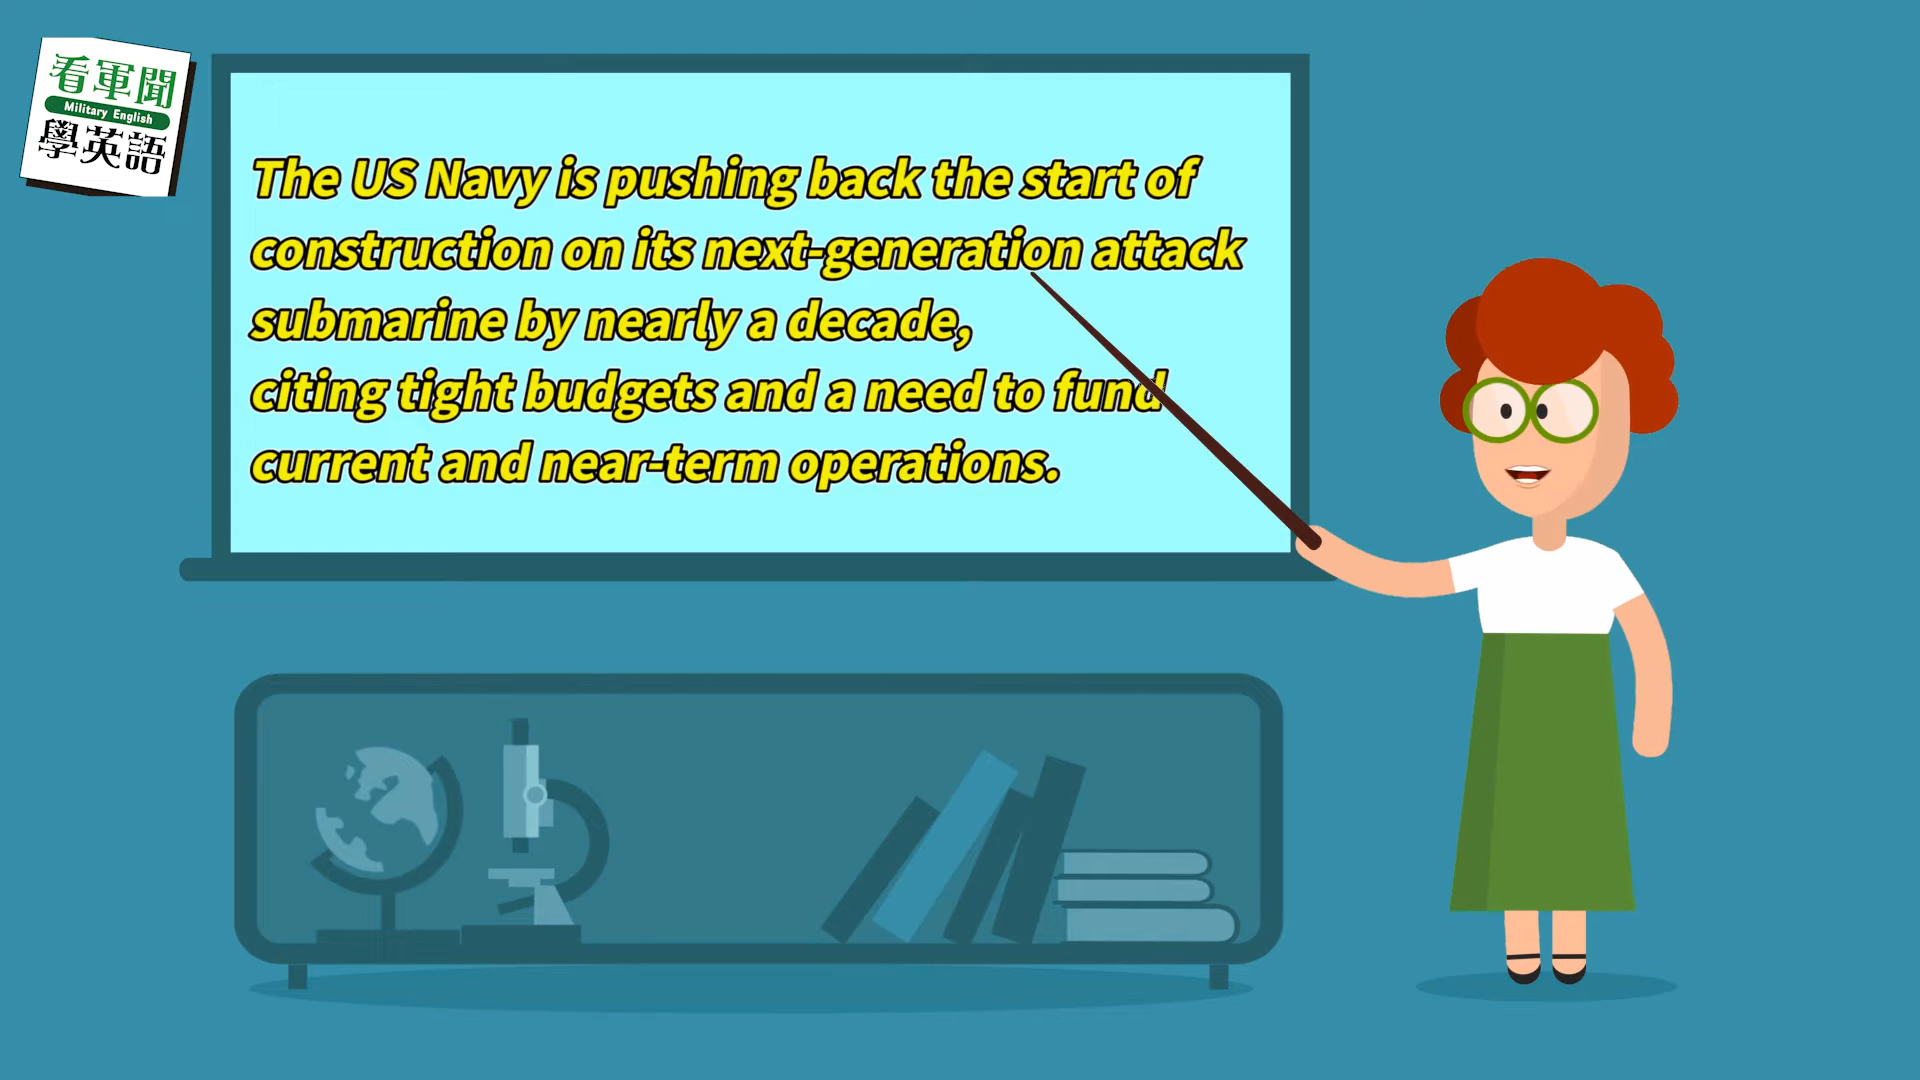 看軍聞
Military English
學英語
The US Navy is pushing back the start of
construction on its next-generation attack
submarine by nearly a decade,
citing tight budgets and a need to fund
current and near-term operations.